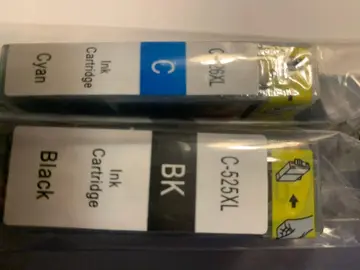 C
Ink
Cartridge
Cyan
C-525XL
BK
Ink
Cartridge
Black